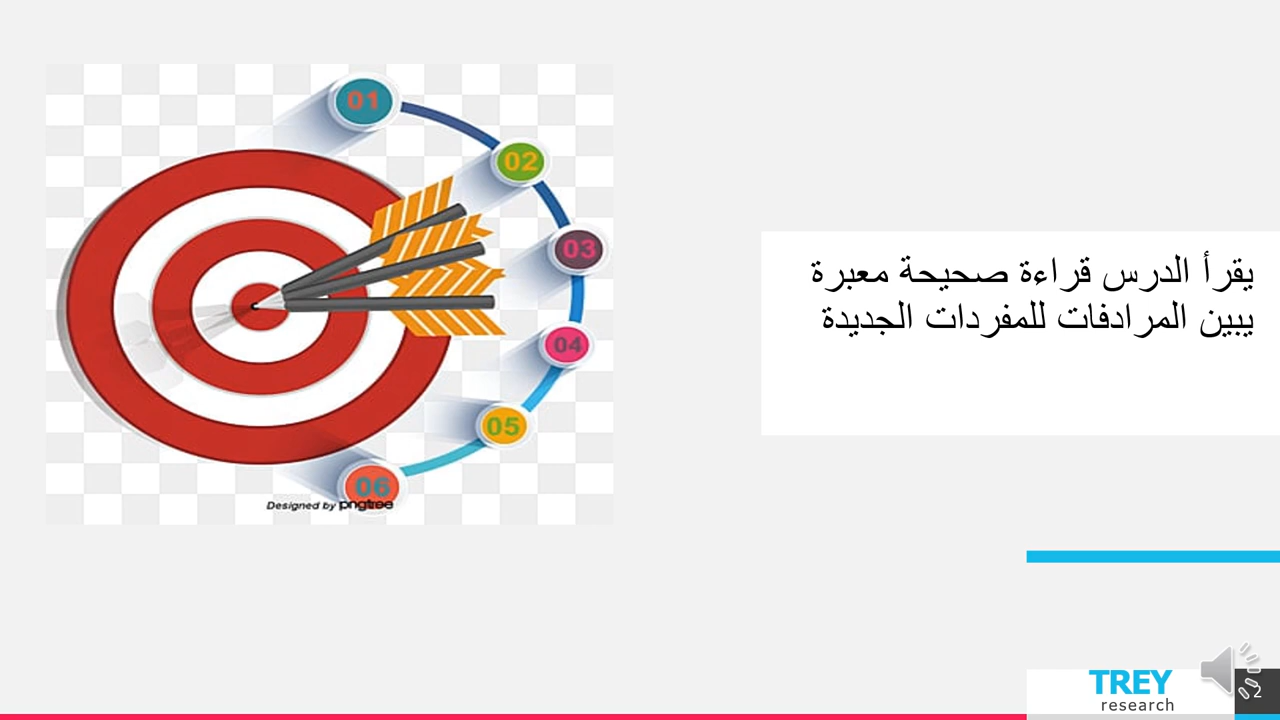 01
02
03
04
05
06
Designed by pngtree
يقرأ الدرس قراءة صحيحة معبرة
يبين المرادفات للمفردات الجديدة
TREY
research
2